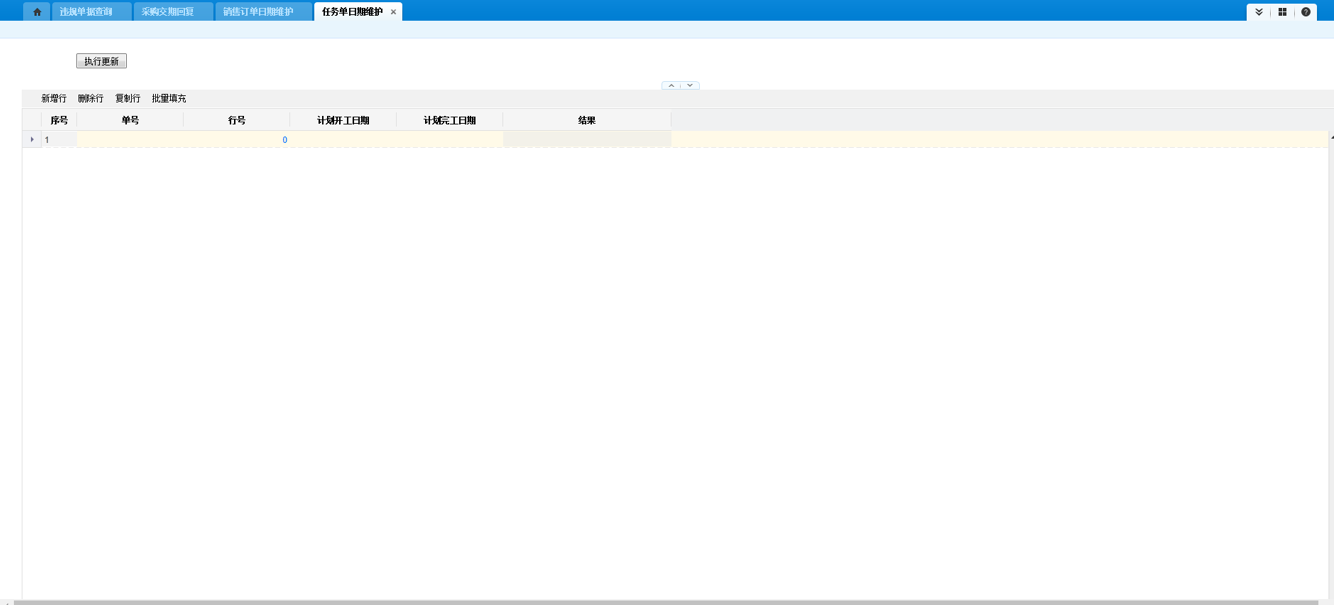 违规单据查询 采购交期回复 销售订单日期维护 任务单日期维护
执行更新
新增行 删除行 复制行 批量填充
序号 单号 行号 计划开工日期 计划完工日期 结果
1 0